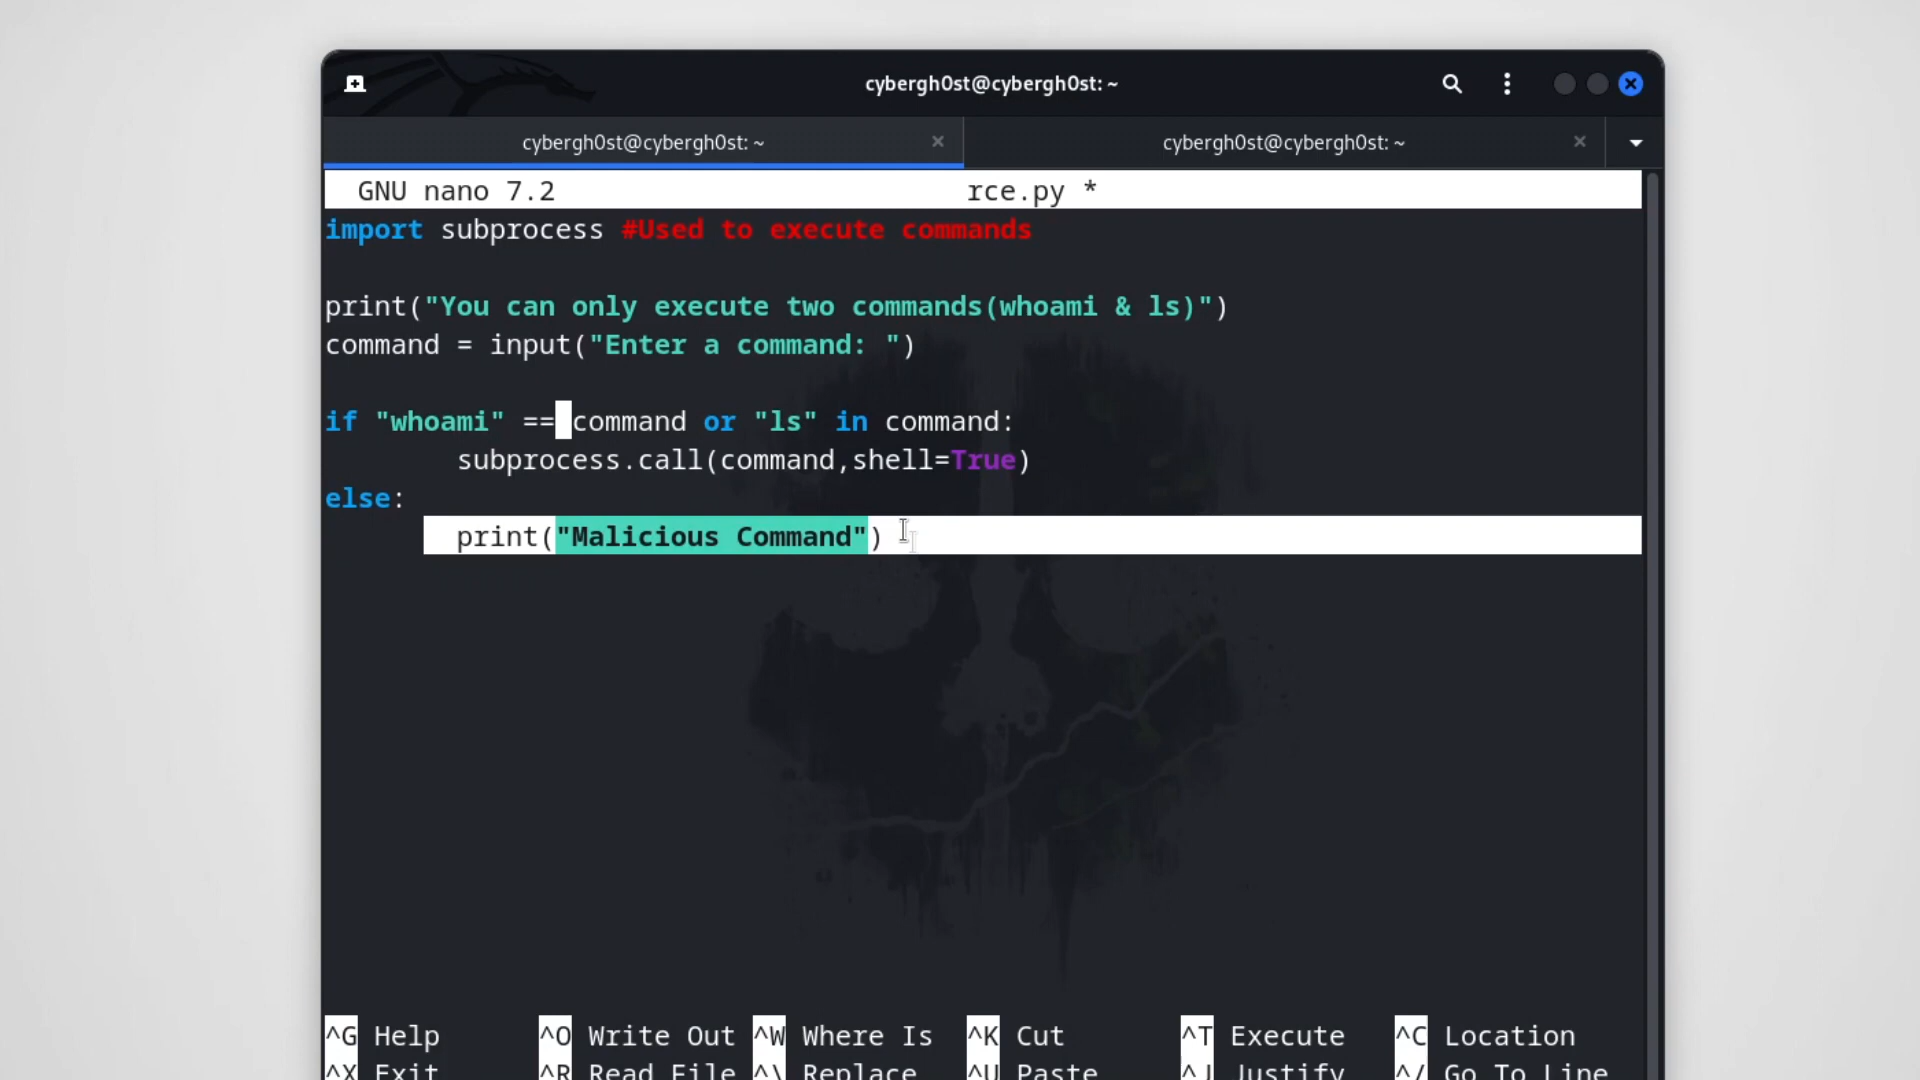 cybergh0st@cybergh0st: ~
cybergh0st@cybergh0st: ~ × cybergh0st@cybergh0st: ~ ×
GNU nano 7.2 rce.py *
import subprocess #Used to execute commands
print("You can only execute two commands(whoami & ls)")
command = input("Enter a command: ")
if "whoami" == command or "ls" in command:
subprocess.call(command,shell=True)
else:
print("Malicious Command")
^G Help ^O Write Out ^W Where Is ^K Cut ^T Execute ^C Location
^X Exit ^R Read File ^\ Replace ^U Paste ^J Justify ^/ Go To Line